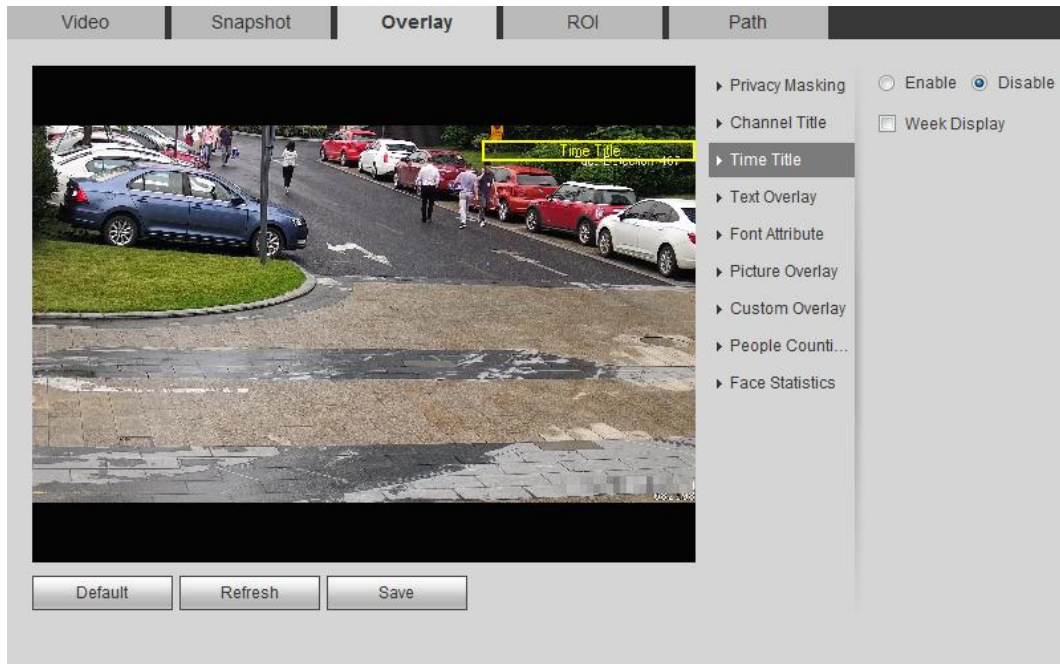 Video Snapshot Overlay ROI Path
Privacy Masking
Channel Title
Time Title
Text Overlay
Font Attribute
Picture Overlay
Custom Overlay
People Counti...
Face Statistics
Enable Disable
Week Display
Time Title
Default Refresh Save